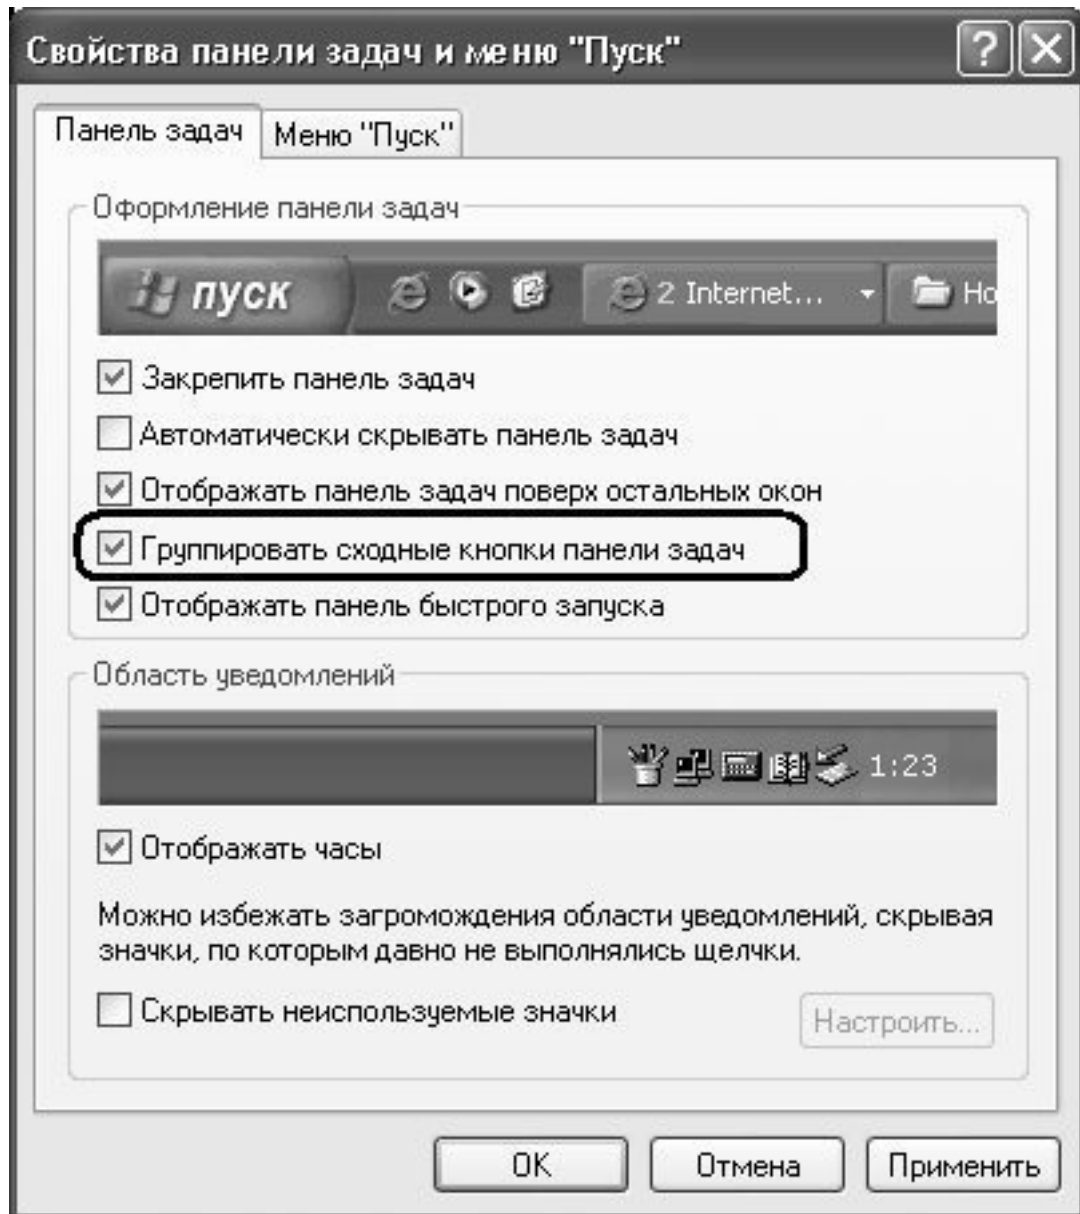 Свойства панели задач и меню "Пуск"
Панель задач
Меню "Пуск"
Оформление панели задач
пуск
2 Internet...
Но
Закрепить панель задач
Автоматически скрывать панель задач
Отображать панель задач поверх остальных окон
Группировать сходные кнопки панели задач
Отображать панель быстрого запуска
Область уведомлений
1:23
Отображать часы
Можно избежать загромождения области уведомлений, скрывая
значки, по которым давно не выполнялись щелчки.
Скрывать неиспользуемые значки
Настроить...
OK
Отмена
Применить